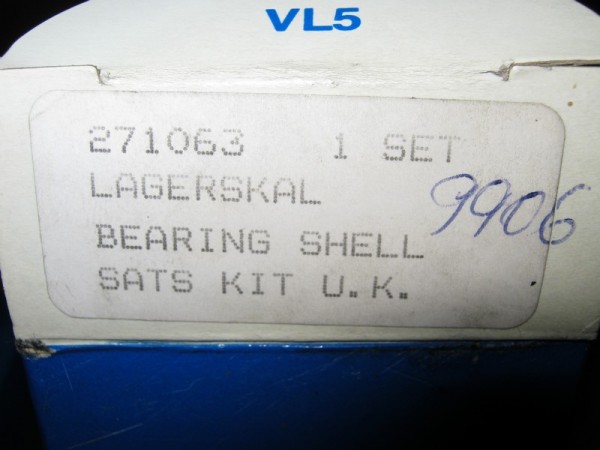 VL5
271063 1 SET
LAGERSKAL
9906
BEARING SHELL
SATS KIT U.K.